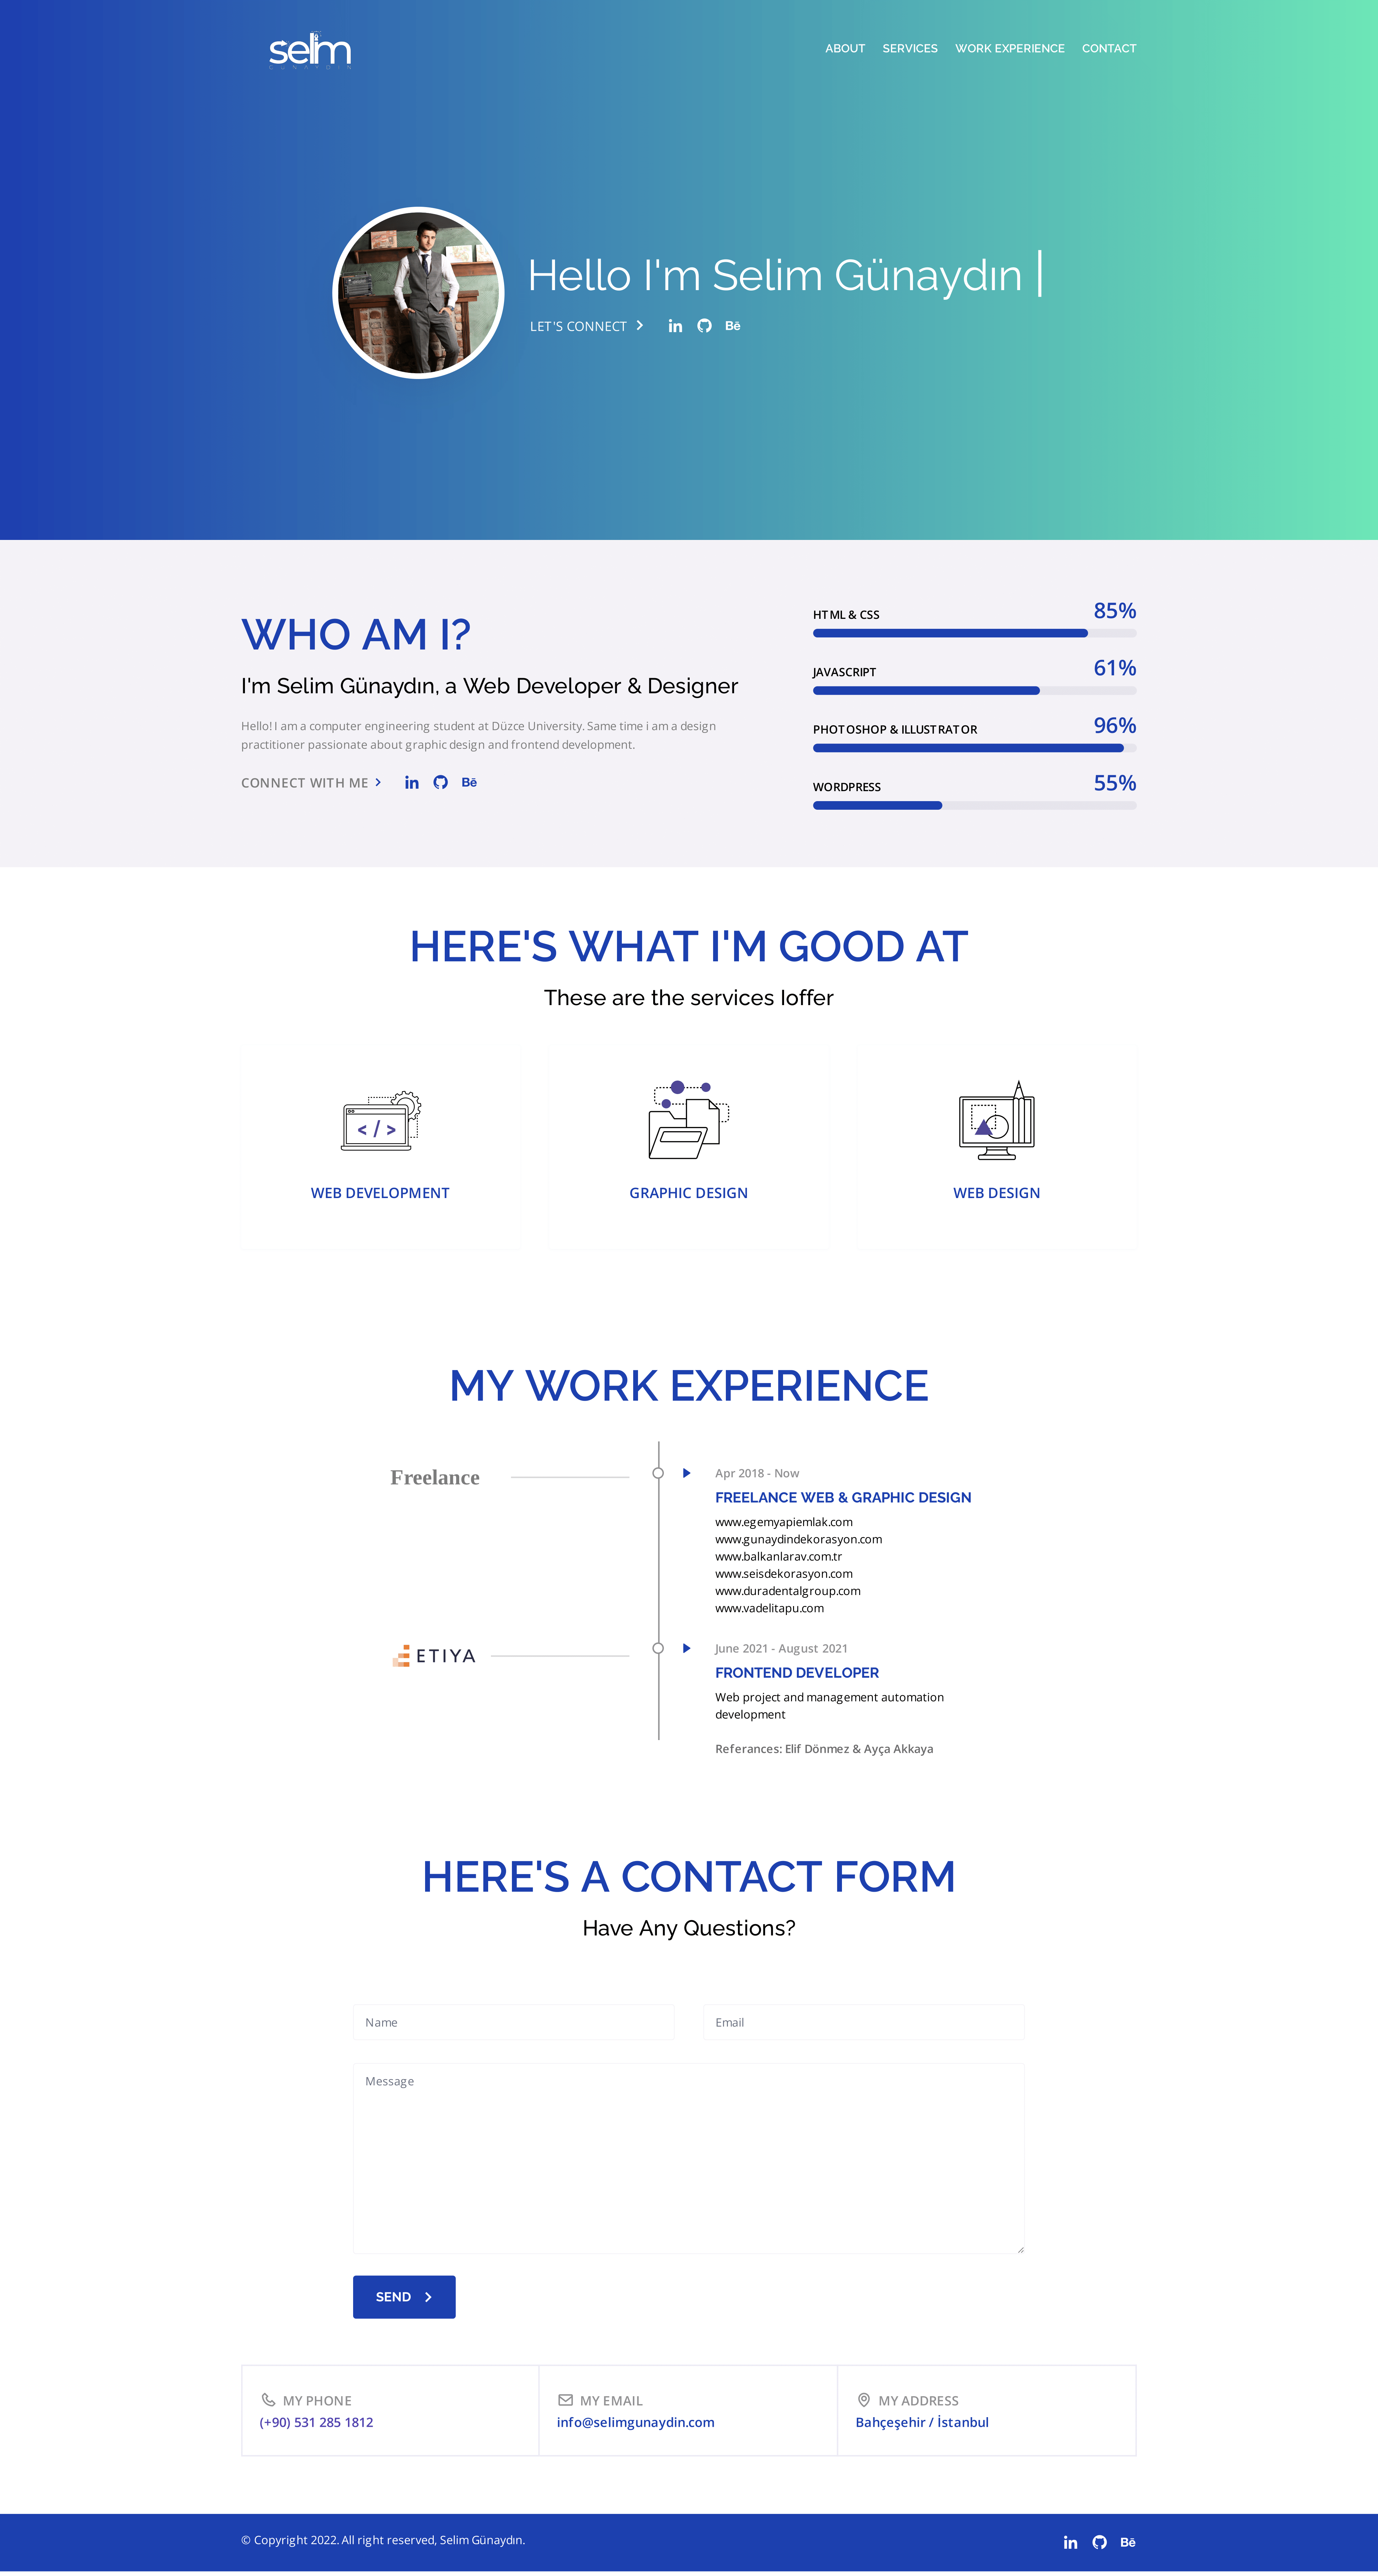 selim
ABOUT SERVICES WORK EXPERIENCE CONTACT
Hello I'm Selim Günaydın |
LET'S CONNECT
in Bē
WHO AM I?
I'm Selim Günaydın, a Web Developer & Designer
Hello! I am a computer engineering student at Düzce University. Same time i am a design
practitioner passionate about graphic design and frontend development.
CONNECT WITH ME
in Bē
HTML & CSS 85%
JAVASCRIPT 61%
PHOTOSHOP & ILLUSTRATOR 96%
WORDPRESS 55%
HERE'S WHAT I'M GOOD AT
These are the services Ioffer
< / >
WEB DEVELOPMENT
GRAPHIC DESIGN
WEB DESIGN
MY WORK EXPERIENCE
Freelance
Apr 2018 - Now
FREELANCE WEB & GRAPHIC DESIGN
www.egemyapiemlak.com
www.gunaydindekorasyon.com
www.balkanlarav.com.tr
www.seisdekorasyon.com
www.duradentalgroup.com
www.vadelitapu.com
ETIYA
June 2021 - August 2021
FRONTEND DEVELOPER
Web project and management automation
development
Referances: Elif Dönmez & Ayça Akkaya
HERE'S A CONTACT FORM
Have Any Questions?
Name
Email
Message
SEND
MY PHONE
(+90) 531 285 1812
MY EMAIL
info@selimgunaydin.com
MY ADDRESS
Bahçeşehir / İstanbul
© Copyright 2022. All right reserved, Selim Günaydın.
in Bē